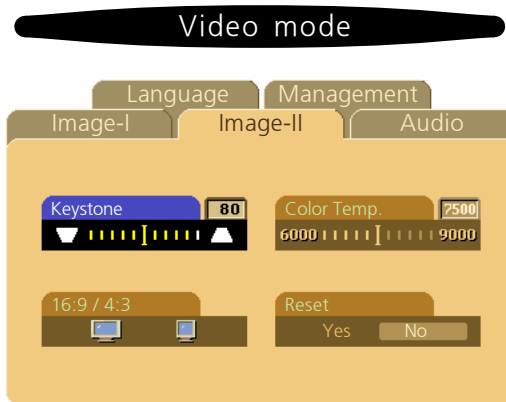 Video mode
Language Management
Image-I Image-II Audio
Keystone 80 Color Temp. 7500
6000 9000
16:9 / 4:3 Reset
Yes No